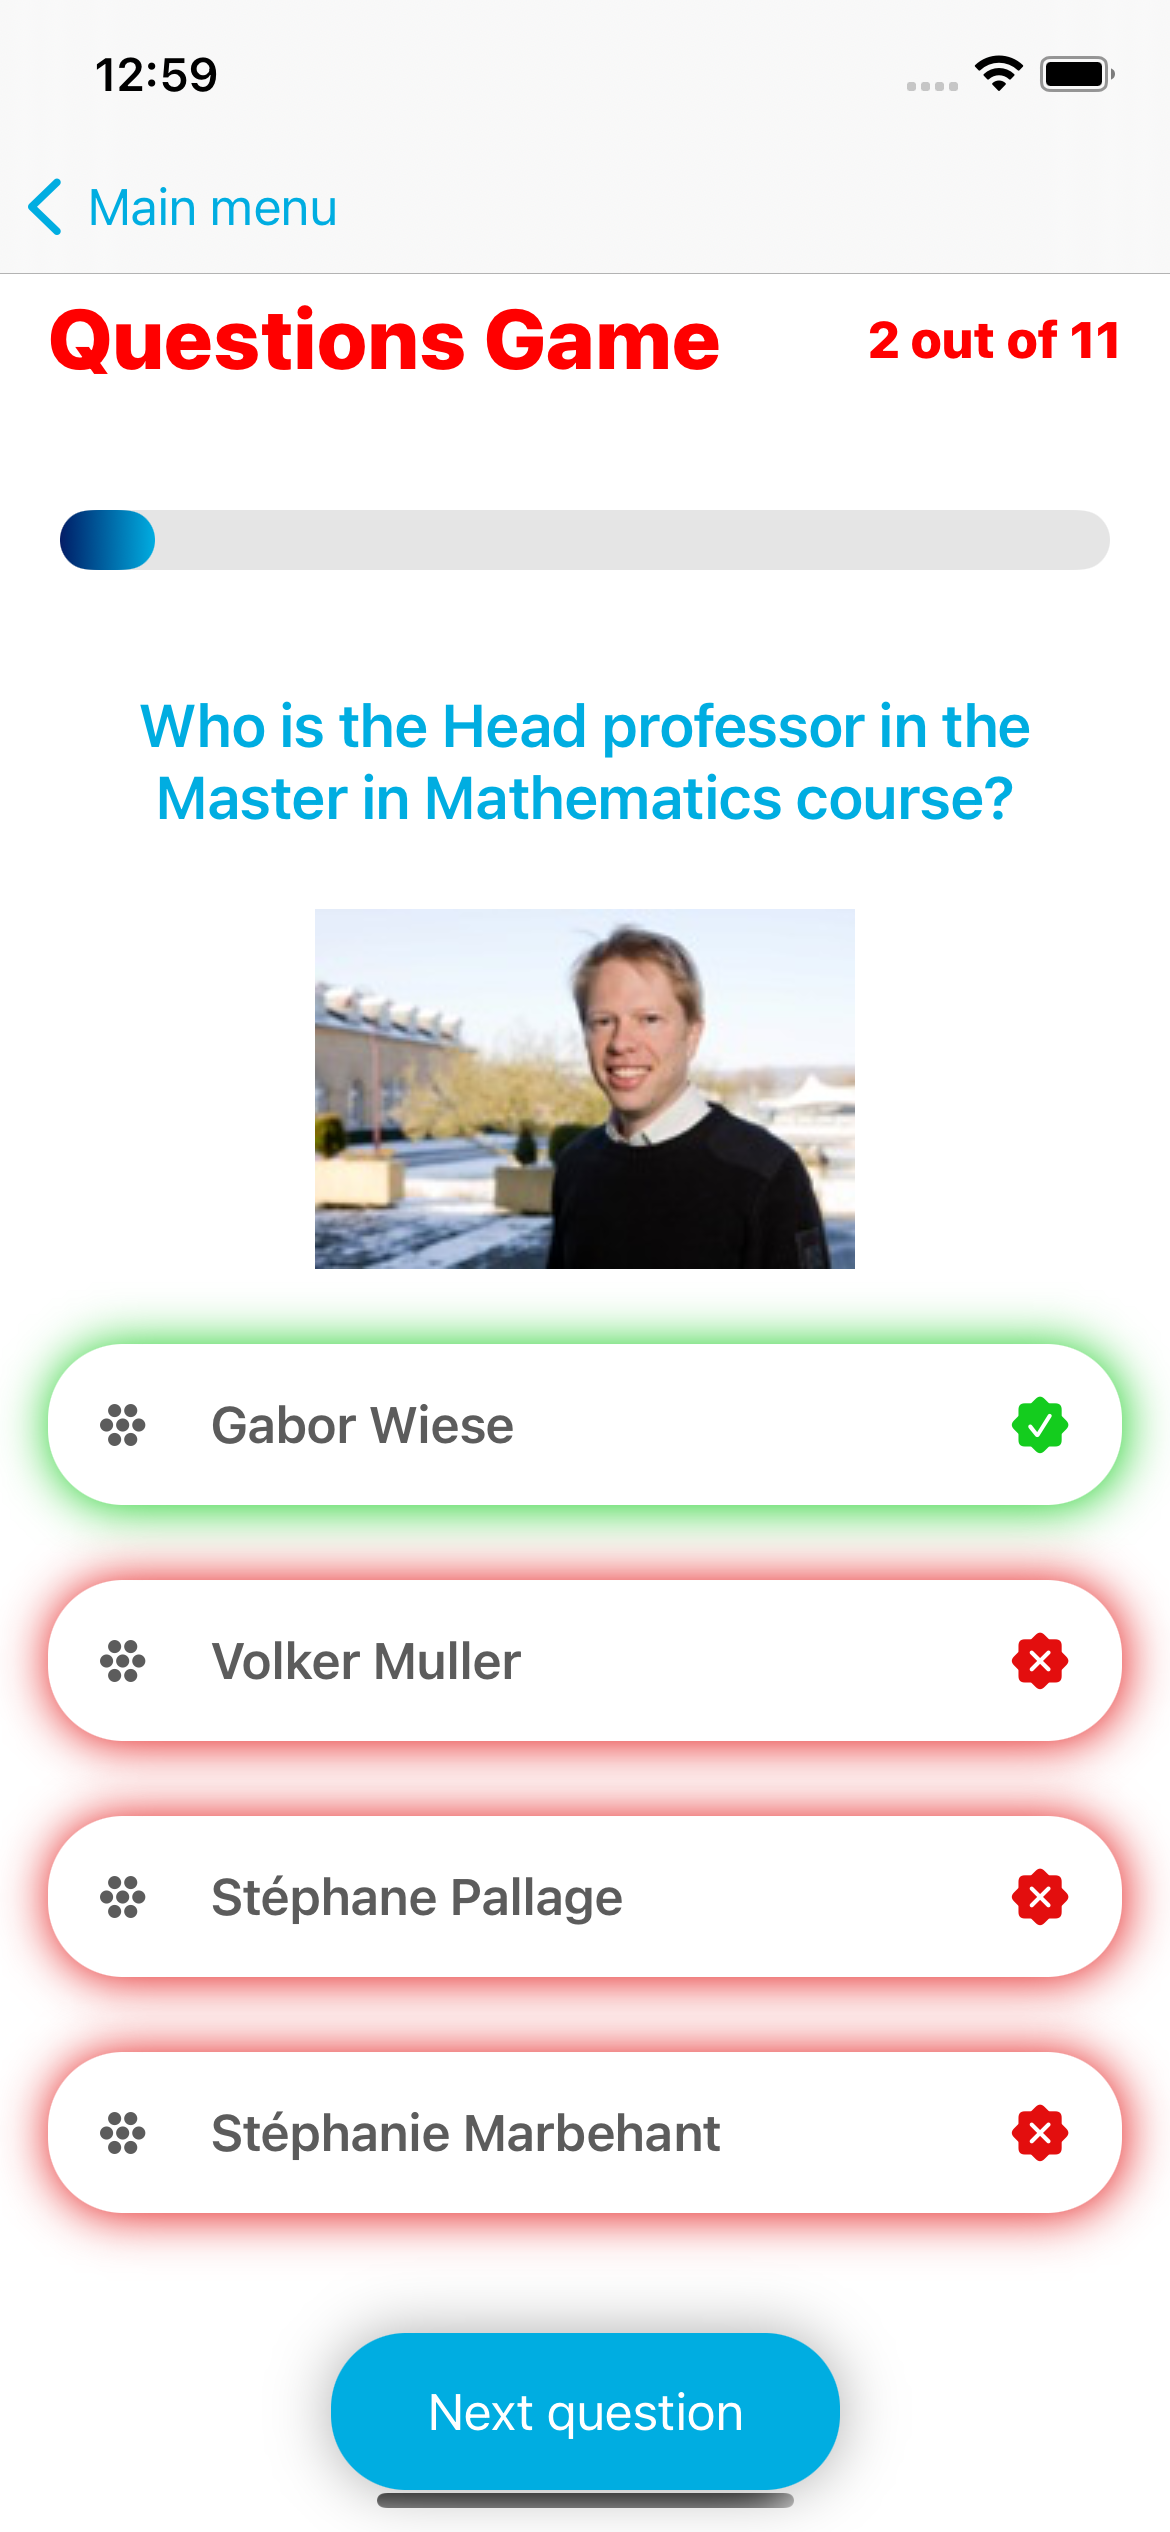 12:59
Main menu
Questions Game
2 out of 11
Who is the Head professor in the
Master in Mathematics course?
Gabor Wiese
Volker Muller
Stéphane Pallage
Stéphanie Marbehant
Next question